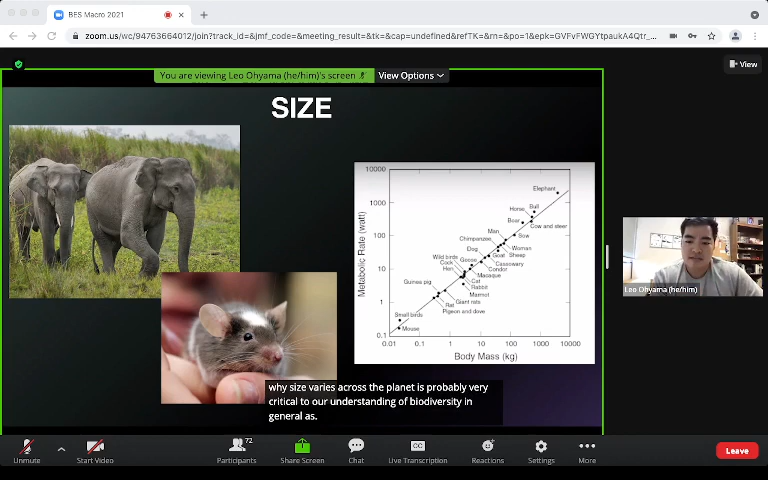 BES Macro 2021
zoom.us/wc/94763664012/join?track_id=&jmf_code=&meeting_result=&tk=&cap=undefined&refTK=&rn=&po=1&epk=GVFvFWGYtpaukA4Qtr_...
You are viewing Leo Ohyama (he/him)'s screen
View Options
View
SIZE
10000
1000
100
10
1
0.1
Metabolic Rate (watt)
Elephant
Bull
Horse
Boar
Cow and steer
Man
Sow
Chimpanzee
Woman
Dog
Goat
Sheep
Wild birds
Goose
Cassowary
Cock
Condor
Hen
Macaque
Cat
Guinea pig
Rabbit
Marmot
Giant rats
Rat
Pigeon and dove
Small birds
Mouse
0.01 0.1 1 10 100 1000 10000
Body Mass (kg)
why size varies across the planet is probably very
critical to our understanding of biodiversity in
general as.
Leo Ohyama (he/him)
Unmute
Start Video
72
Participants
Share Screen
Chat
CC
Live Transcription
Reactions
Settings
More
Leave